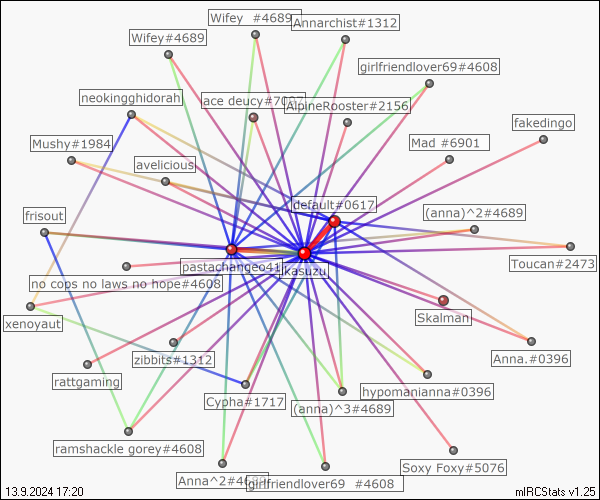 Wifey  #4689
Annarchist#1312
Wifey#4689
girlfriendlover69#4608
neokingghidorah
ace deucy#7
AlpineRooster#2156
fakedingo
Mushy#1984
Mad #6901
avelicious
default#0617
(anna)^2#4689
frisout
pastachangeo41
kasuzu
Toucan#2473
no cops no laws no hope#4608
xenoyaut
Skalman
zibbits#1312
Anna.#0396
rattgaming
hypomanianna#0396
Cypha#1717
(anna)^3#4689
ramshackle gorey#4608
Soxy Foxy#5076
Anna^2#4
girlfriendlover69  #4608
13.9.2024 17:20
mIRCStats v1.25